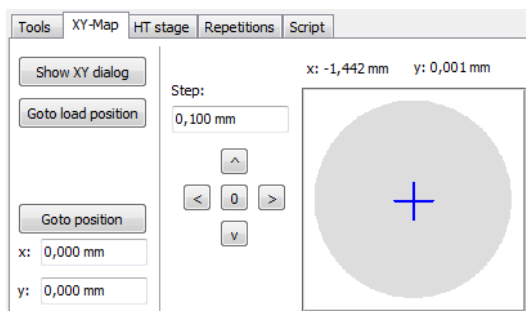 Tools XY-Map HT stage Repetitions Script
Show XY dialog
Goto load position
Goto position
x: 0,000 mm
y: 0,000 mm
Step:
0,100 mm
^
< 0 >
v
x: -1,442 mm y: 0,001 mm